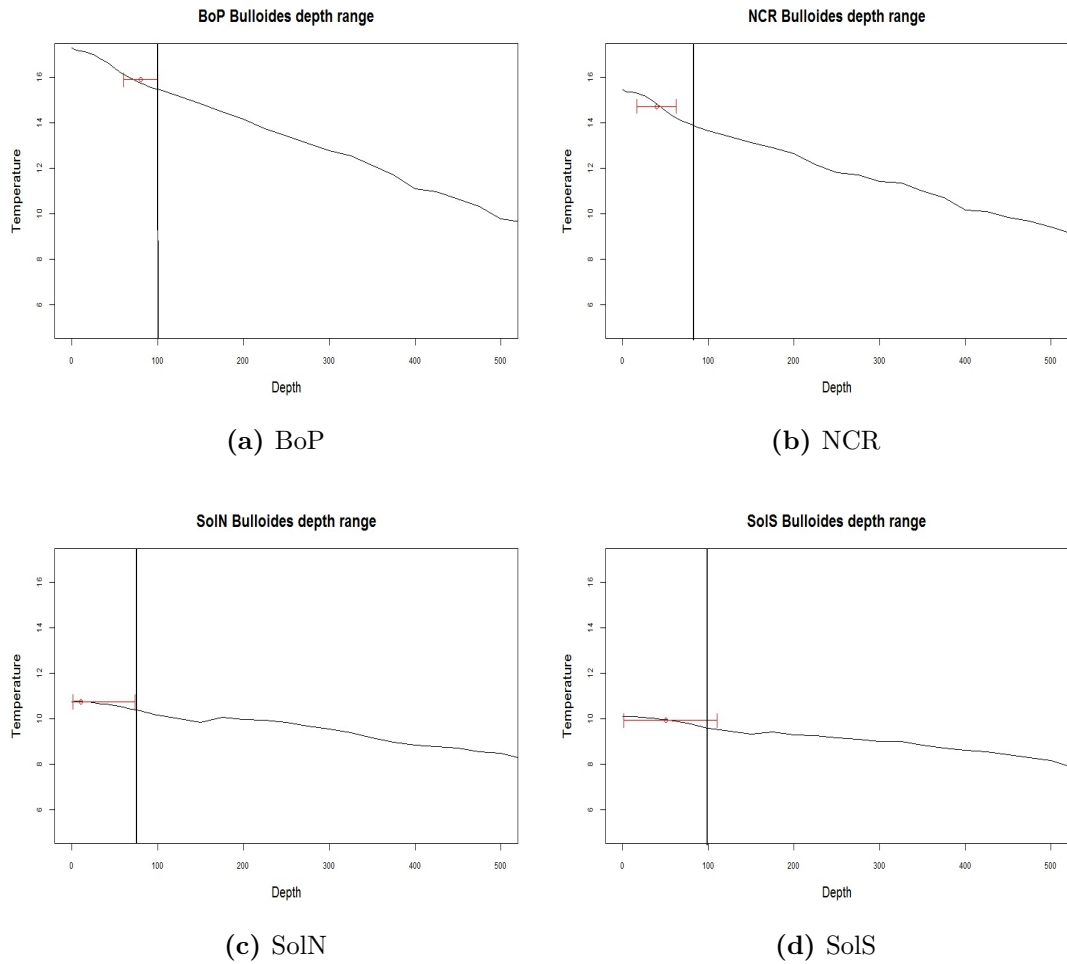 BoP Bulloides depth range
Temperature
16
14
12
10
8
6
0 100 200 300 400 500
Depth
(a) BoP
NCR Bulloides depth range
Temperature
16
14
12
10
8
6
0 100 200 300 400 500
Depth
(b) NCR
SolN Bulloides depth range
Temperature
16
14
12
10
8
6
0 100 200 300 400 500
Depth
(c) SolN
SolS Bulloides depth range
Temperature
16
14
12
10
8
6
0 100 200 300 400 500
Depth
(d) SolS